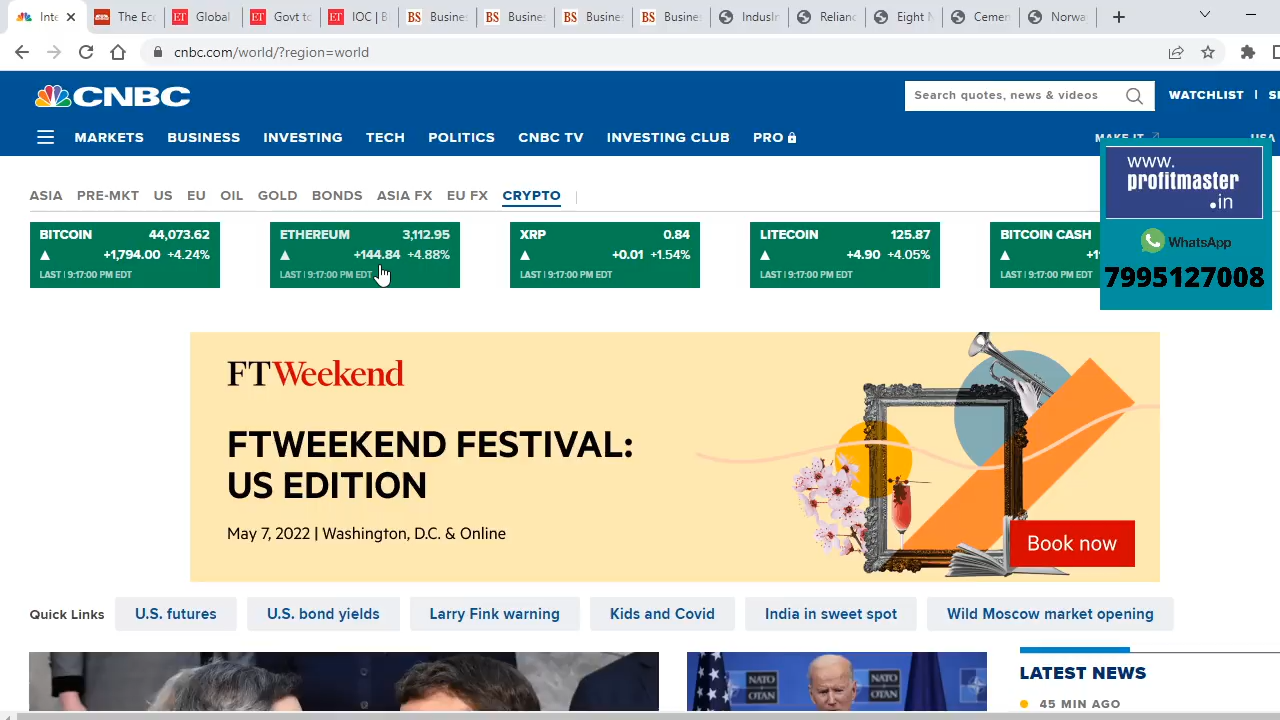 Inte
The Ec
Global
Govt to
IOC | B
Busine
Busine
Busine
Busine
IndusIn
Relianc
Eight
Cemen
Norwa
cnbc.com/world/?region=world
CNBC
Search quotes, news & videos
WATCHLIST
MARKETS BUSINESS INVESTING TECH POLITICS CNBC TV INVESTING CLUB PRO
MAKE IT USA
www.
profitmaster
.in
WhatsApp
7995127008
ASIA PRE-MKT US EU OIL GOLD BONDS ASIA FX EU FX CRYPTO
BITCOIN 44,073.62
+1,794.00 +4.24%
LAST | 9:17:00 PM EDT
ETHEREUM 3,112.95
+144.84 +4.88%
LAST | 9:17:00 PM EDT
XRP 0.84
+0.01 +1.54%
LAST | 9:17:00 PM EDT
LITECOIN 125.87
+4.90 +4.05%
LAST | 9:17:00 PM EDT
BITCOIN CASH
LAST | 9:17:00 PM EDT
FTWeekend
FTWEEKEND FESTIVAL:
US EDITION
May 7, 2022 | Washington, D.C. & Online
Book now
Quick Links U.S. futures U.S. bond yields Larry Fink warning Kids and Covid India in sweet spot Wild Moscow market opening
NATO
OTAN
NATO
OTAN
LATEST NEWS
45 MIN AGO